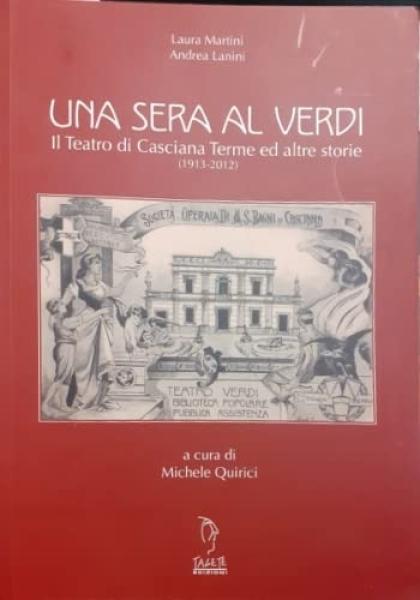 Laura Martini
Andrea Lanini
UNA SERA AL VERDI
Il Teatro di Casciana Terme ed altre storie
(1913-2012)
SOCIETÀ OPERAIA DI M.S. BAGNI DI CASCIANA
TEATRO VERDI
BIBLIOTECA POPOLARE
PUBBLICA ASSISTENZA
a cura di
Michele Quirici
TAGETE
EDIZIONI